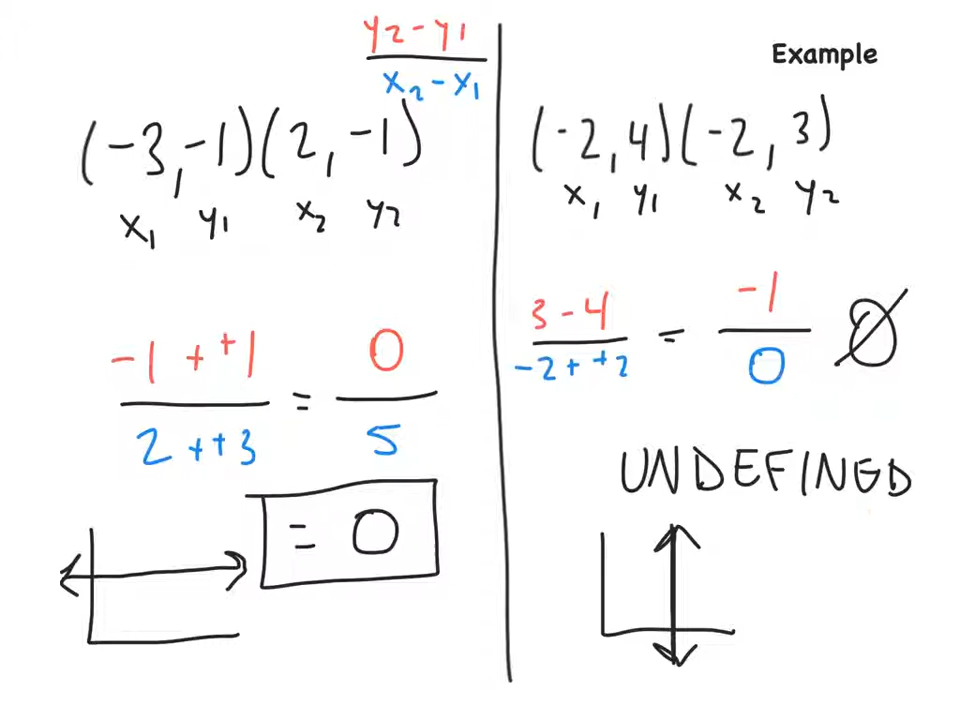 y2-y1
x2-x1
(-3,-1)(2,-1)
x1 y1 x2 y2
-1 + +1 = 0
2 + +3 5
= 0
Example
(-2,4)(-2,3)
x1 y1 x2 y2
3-4 = -1 Ø
-2 + +2 0
UNDEFINED